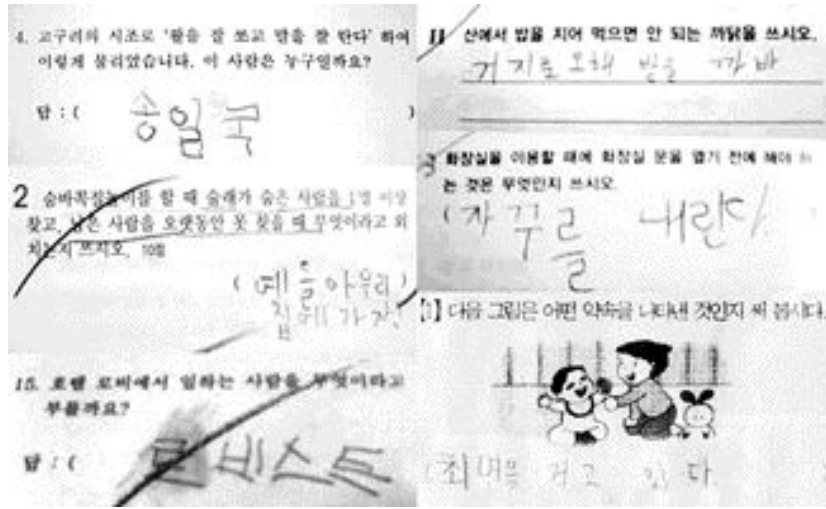 4. 고구려의 시조로 '활을 잘 쏘고 말을 잘 탄다' 하여
이렇게 불리었습니다. 이 사람은 누구일까요?
답 : ( 송일국 )
2 숨바꼭질놀이를 할 때 술래가 숨은 사람을 1명 이상
찾고, 남은 사람을 오랫동안 못 찾을 때 무엇이라고 외
치는지 쓰시오. 10점
( 얘들아 우리
집에 가자! )
15. 호텔 로비에서 일하는 사람을 무엇이라고
부를까요?
답 : ( 로비스트
11 산에서 밥을 지어 먹으면 안 되는 까닭을 쓰시오.
거지로 오해 받을 까바
3 화장실을 이용할 때에 화장실 문을 열기 전에 해야 하
는 것은 무엇인지 쓰시오.
( 자꾸를 내린다
【1】 다음 그림은 어떤 약속을 나타낸 것인지 써 봅시다.
( 최면을 걸고 있다. )